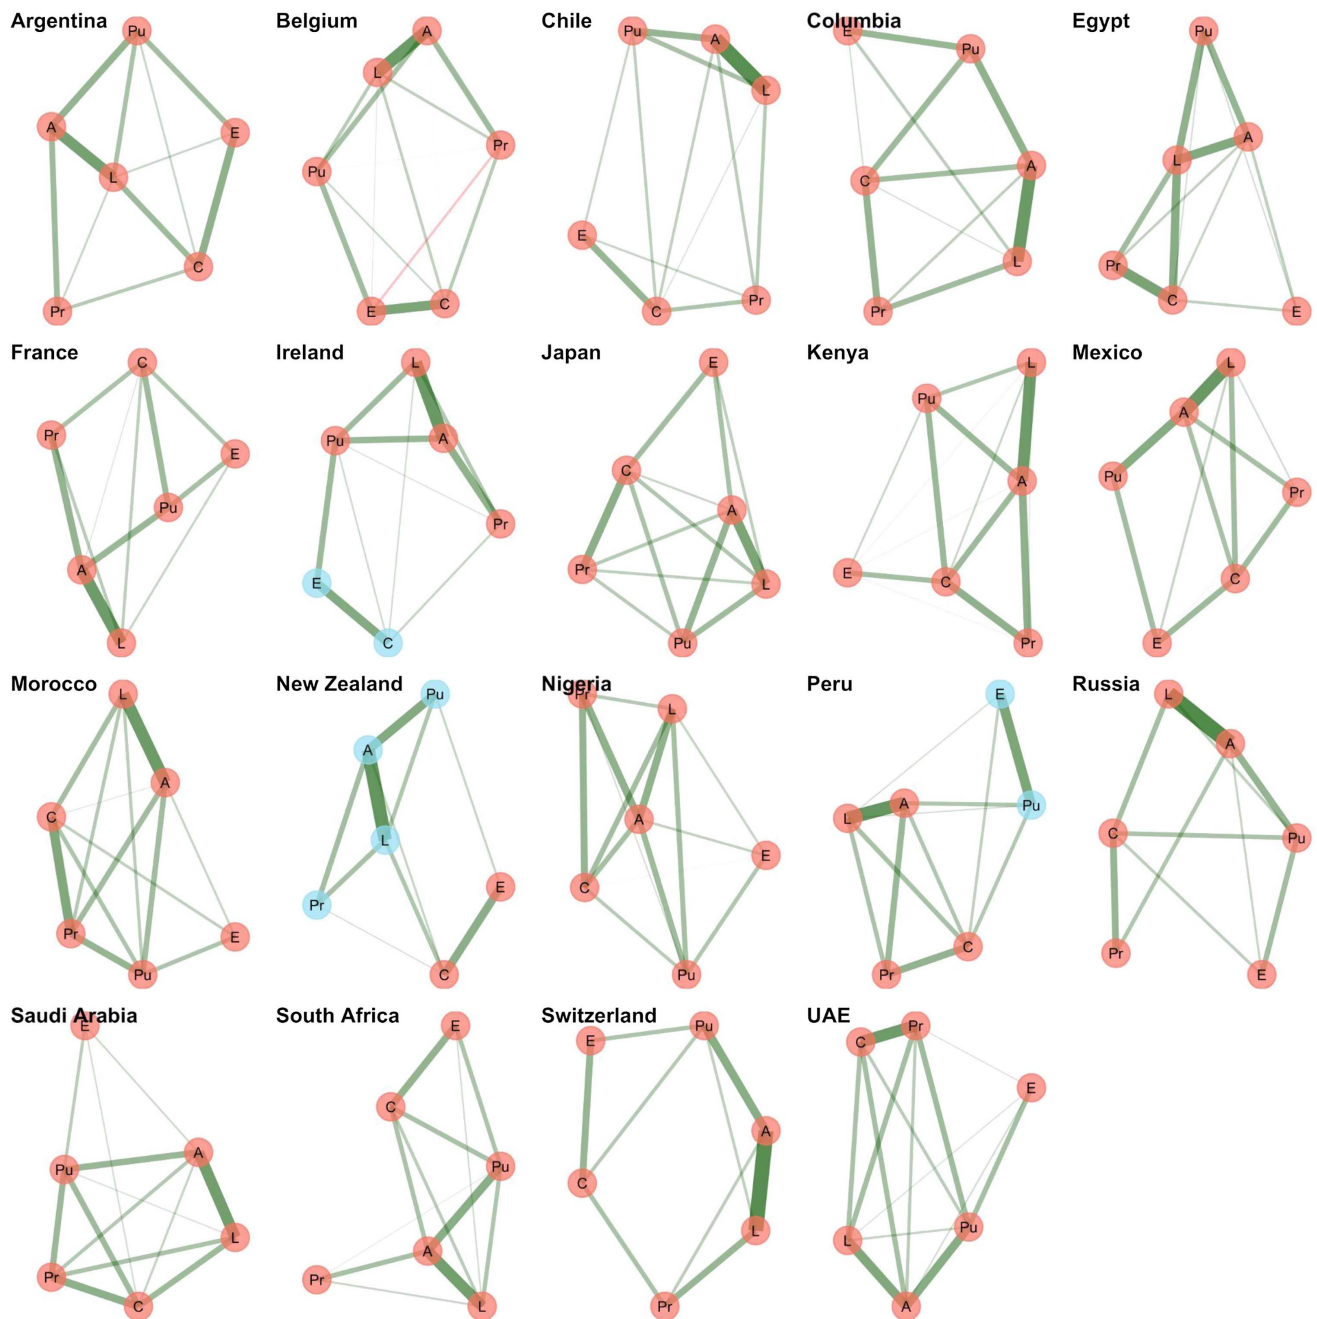 Argentina Belgium Chile Columbia Egypt
Pu A Pu A E Pu Pu
L L
A E Pr A
Pu C A L
L
C E L Pr
Pr E C C Pr Pr C E
France Ireland Japan Kenya Mexico
C L E L L
Pr Pu A Pu A
E C Pu Pr
Pu Pr A A
A E Pr L E C C
L C Pu Pr E
Morocco New Zealand Nigeria Peru Russia
L Pu Pr L E L
A A A
C L A L A Pu C Pu
Pr E Pr E C E C Pr
Pu C Pu Pr E
Saudi Arabia South Africa Switzerland UAE
E E E Pu C Pr
C A E
Pu A Pu C
L A L L Pu
Pr C Pr L Pr A